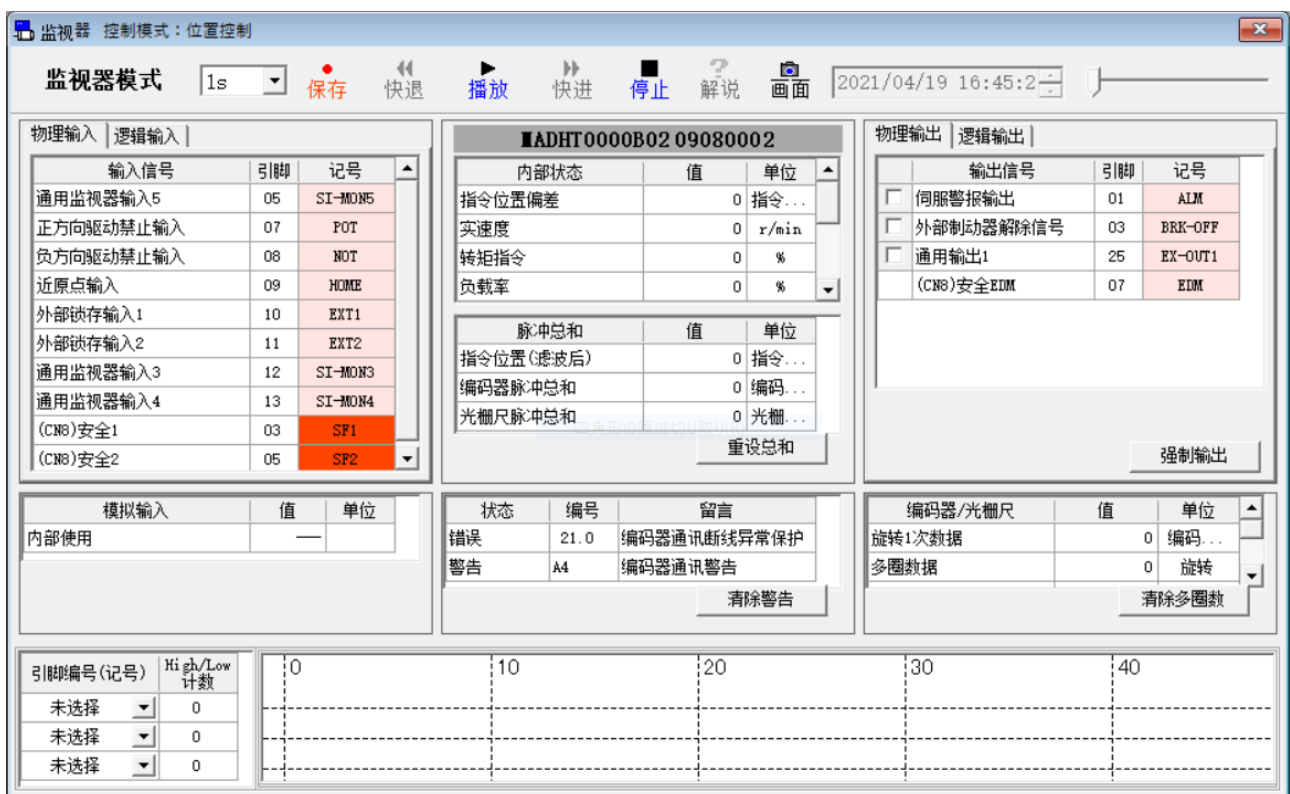 监视器 控制模式：位置控制
监视器模式 1s 保存 快退 播放 快进 停止 解说 画面 2021/04/19 16:45:2
物理输入 逻辑输入
输入信号 引脚 记号
通用监视器输入5 05 SI-MON5
正方向驱动禁止输入 07 POT
负方向驱动禁止输入 08 NOT
近原点输入 09 HOME
外部锁存输入1 10 EXT1
外部锁存输入2 11 EXT2
通用监视器输入3 12 SI-MON3
通用监视器输入4 13 SI-MON4
(CN8)安全1 03 SF1
(CN8)安全2 05 SF2
MADHT0000B02 09080002
内部状态 值 单位
指令位置偏差 0 指令...
实速度 0 r/min
转矩指令 0 %
负载率 0 %
脉冲总和 值 单位
指令位置(滤波后) 0 指令...
编码器脉冲总和 0 编码...
光栅尺脉冲总和 0 光栅...
重设总和
物理输出 逻辑输出
输出信号 引脚 记号
伺服警报输出 01 ALM
外部制动器解除信号 03 BRK-OFF
通用输出1 25 EX-OUT1
(CN8)安全EDM 07 EDM
强制输出
模拟输入 值 单位
内部使用 —
状态 编号 留言
错误 21.0 编码器通讯断线异常保护
警告 A4 编码器通讯警告
清除警告
编码器/光栅尺 值 单位
旋转1次数据 0 编码...
多圈数据 0 旋转
清除多圈数
引脚编号(记号) High/Low
计数
未选择 0
未选择 0
未选择 0
0 10 20 30 40